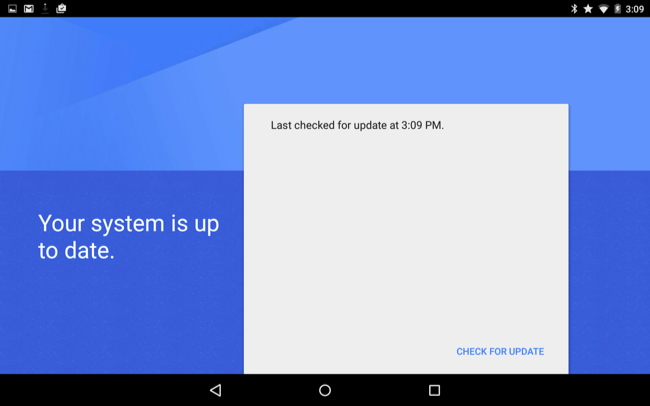 3:09
Last checked for update at 3:09 PM.
Your system is up
to date.
CHECK FOR UPDATE